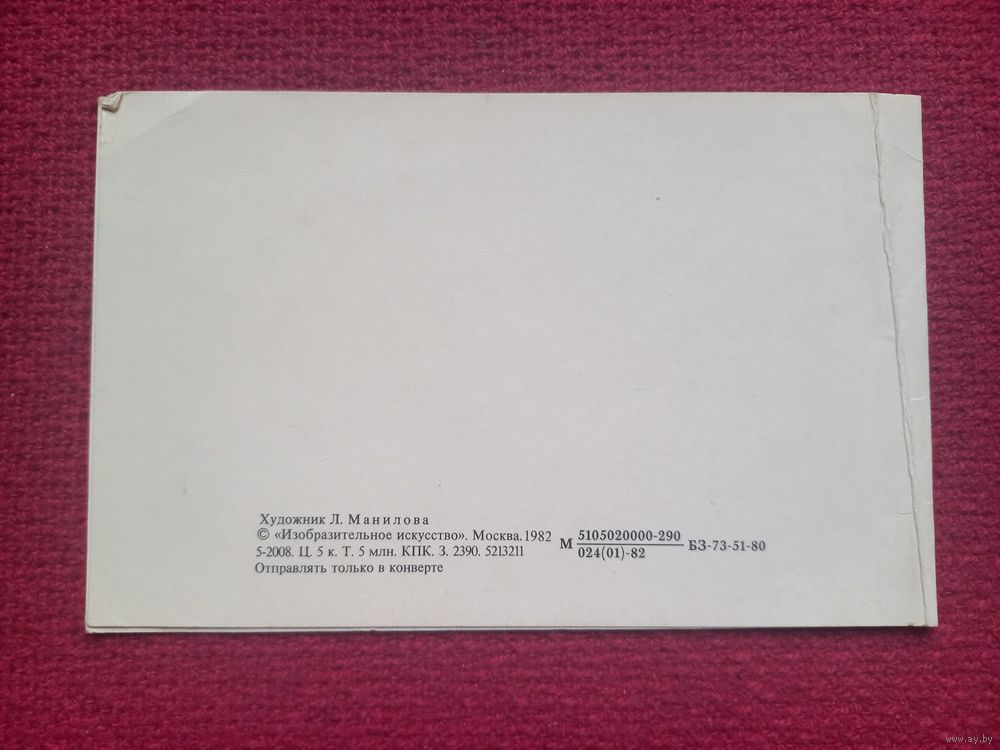 Художник Л. Манилова
© «Изобразительное искусство». Москва. 1982
5-2008. Ц. 5 к. Т. 5 млн. КПК. З. 2390. 5213211
Отправлять только в конверте
М 5105020000-290
024(01)-82
БЗ-73-51-80
www.ay.by